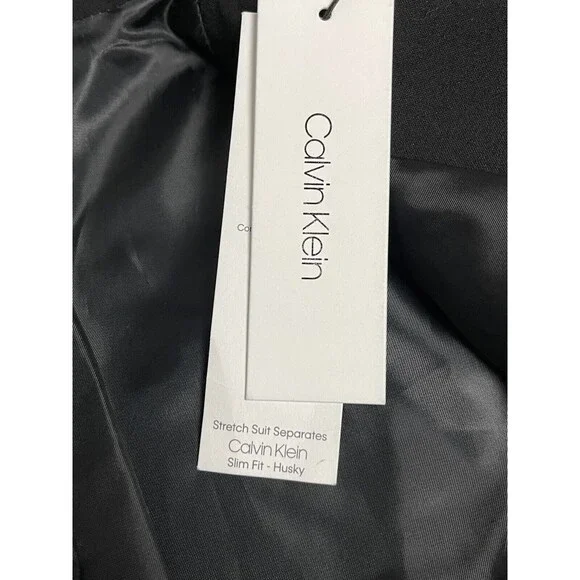 Calvin Klein
Stretch Suit Separates
Calvin Klein
Slim Fit - Husky